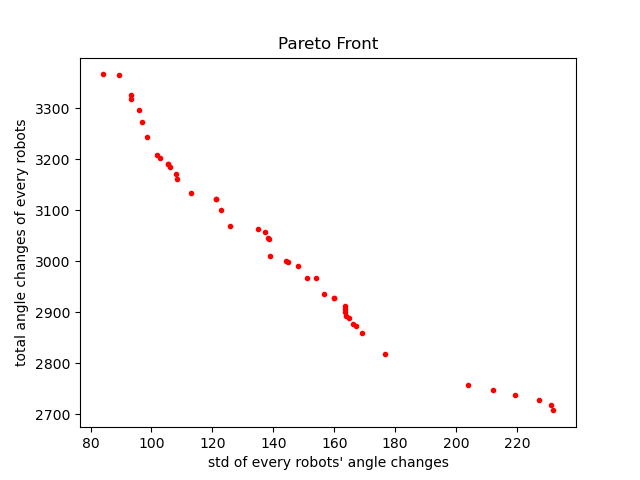 Pareto Front
total angle changes of every robots
3300
3200
3100
3000
2900
2800
2700
80 100 120 140 160 180 200 220
std of every robots' angle changes